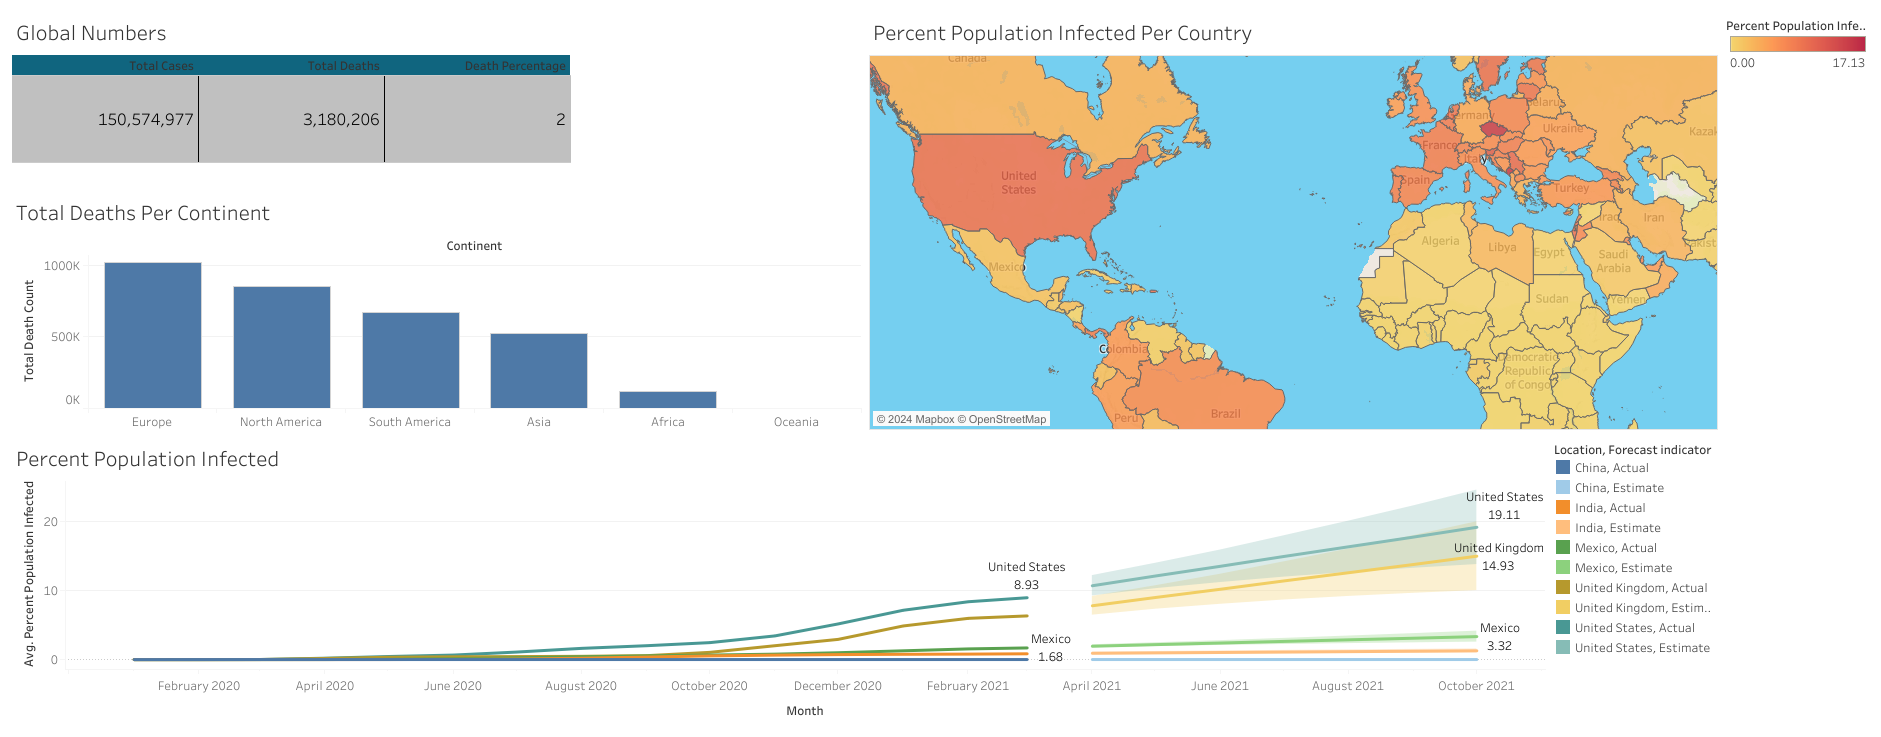 Global Numbers
Total Cases Total Deaths Death Percentage
150,574,977 3,180,206 2
Total Deaths Per Continent
Continent
Total Death Count
1000K
500K
0K
Europe North America South America Asia Africa Oceania
Percent Population Infected Per Country
Canada
United
States
Mexico
Colombia
Peru
Brazil
Belarus
Germany
Ukraine
Kazak
France
Italy
Spain
Turkey
Iraq
Iran
Pakist
Algeria
Libya
Egypt
Saudi
Arabia
Sudan
Yemen
Democratic
Republic
of Congo
© 2024 Mapbox © OpenStreetMap
Percent Population Infe..
0.00 17.13
Percent Population Infected
Avg. Percent Population Infected
20
10
0
United States
8.93
Mexico
1.68
United States
19.11
United Kingdom
14.93
Mexico
3.32
February 2020 April 2020 June 2020 August 2020 October 2020 December 2020 February 2021 April 2021 June 2021 August 2021 October 2021
Month
Location, Forecast indicator
China, Actual
China, Estimate
India, Actual
India, Estimate
Mexico, Actual
Mexico, Estimate
United Kingdom, Actual
United Kingdom, Estim..
United States, Actual
United States, Estimate